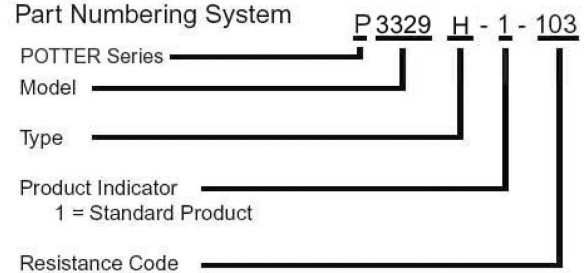 Part Numbering System
P 3329 H - 1 - 103
POTTER Series
Model
Type
Product Indicator
1 = Standard Product
Resistance Code